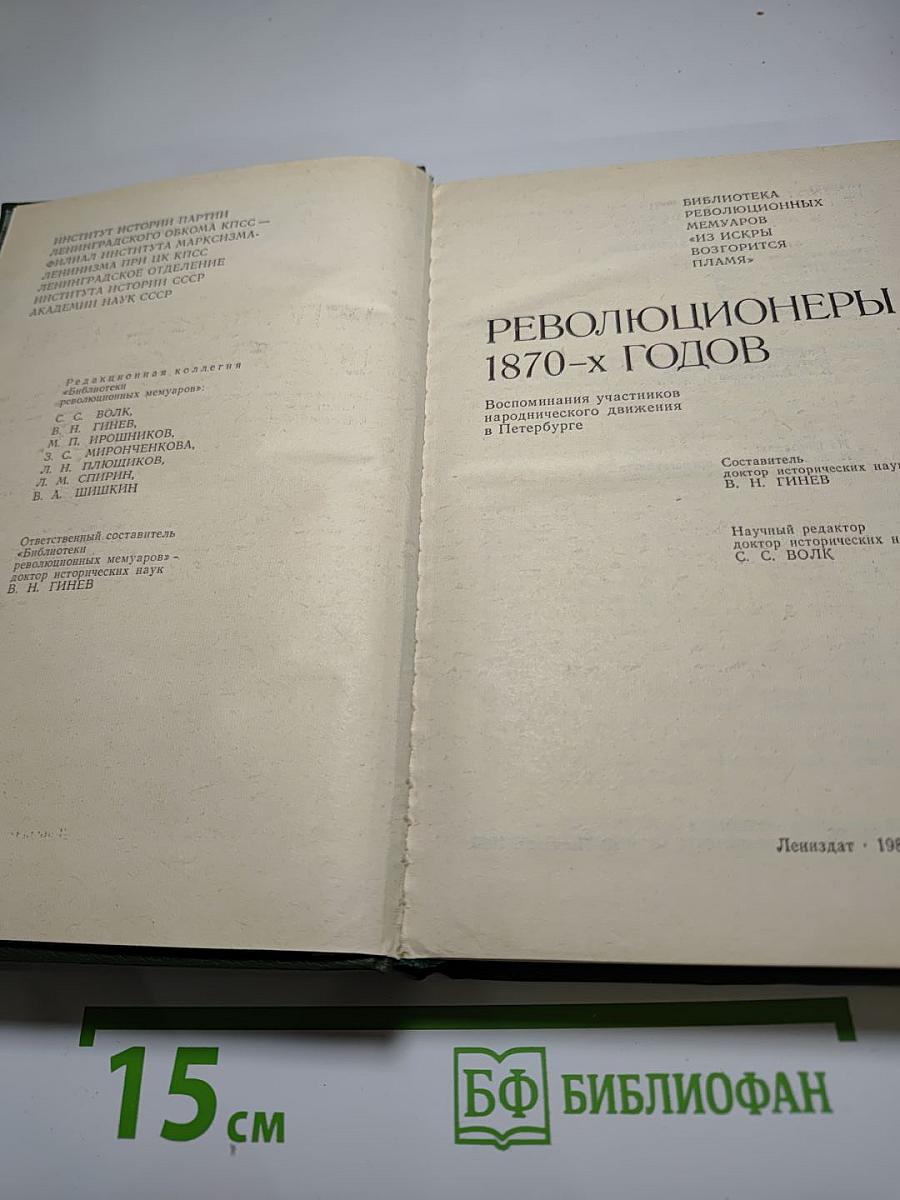 ИНСТИТУТ ИСТОРИИ ПАРТИИ
ЛЕНИНГРАДСКОГО ОБКОМА КПСС —
ФИЛИАЛ ИНСТИТУТА МАРКСИЗМА-
ЛЕНИНИЗМА ПРИ ЦК КПСС
ЛЕНИНГРАДСКОЕ ОТДЕЛЕНИЕ
ИНСТИТУТА ИСТОРИИ СССР
АКАДЕМИИ НАУК СССР
Редакционная коллегия
«Библиотеки
революционных мемуаров»:
С. С. ВОЛК,
В. Н. ГИНЕВ,
М. П. ИРОШНИКОВ,
З. С. МИРОНЧЕНКОВА,
Л. Н. ПЛЮЩИКОВ,
Л. М. СПИРИН,
В. А. ШИШКИН
Ответственный составитель
«Библиотеки
революционных мемуаров» –
доктор исторических наук
В. Н. ГИНЕВ
БИБЛИОТЕКА
РЕВОЛЮЦИОННЫХ
МЕМУАРОВ
«ИЗ ИСКРЫ
ВОЗГОРИТСЯ
ПЛАМЯ»
РЕВОЛЮЦИОНЕРЫ
1870-х ГОДОВ
Воспоминания участников
народнического движения
в Петербурге
Составитель
доктор исторических наук
В. Н. ГИНЕВ
Научный редактор
доктор исторических н
С. С. ВОЛК
Лениздат · 198
15 см
БФ БИБЛИОФАН